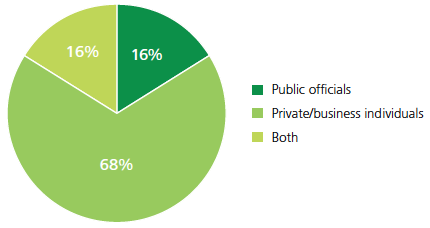 16%
16%
68%
Public officials
Private/business individuals
Both